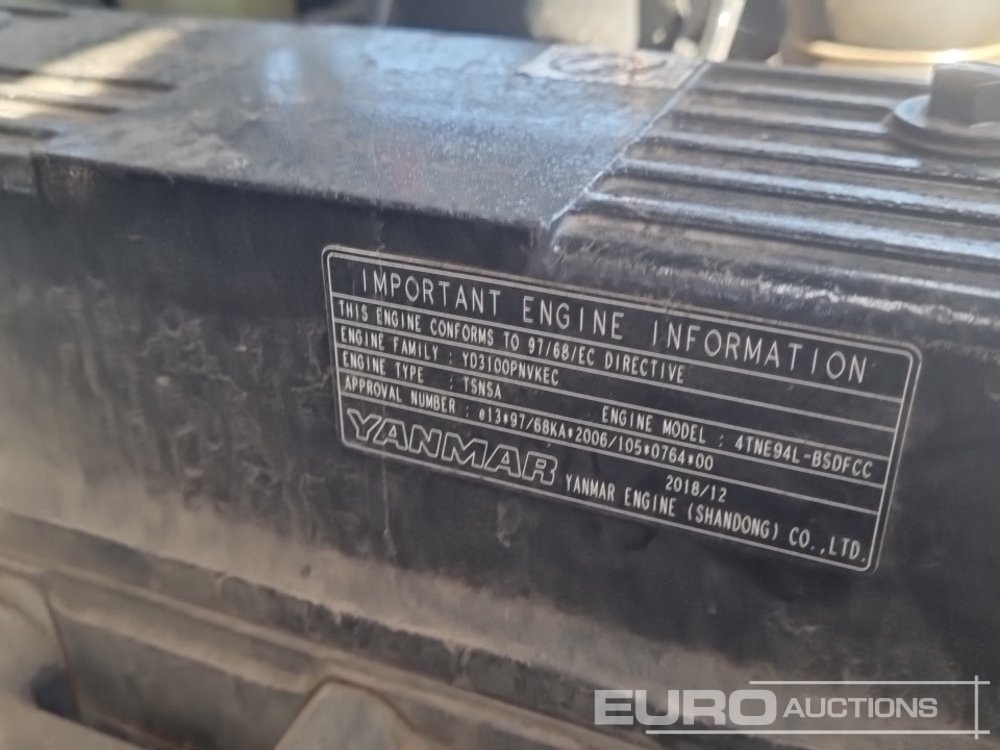 IMPORTANT ENGINE INFORMATION
THIS ENGINE CONFORMS TO 97/68/EC DIRECTIVE
ENGINE FAMILY : YD3100PNVKEC
ENGINE TYPE : TSNSA ENGINE MODEL : 4TNE94L-BSDFCC
APPROVAL NUMBER : e13*97/68KA*2006/105*0764*00
2018/12
YANMAR YANMAR ENGINE (SHANDONG) CO.,LTD.
EURO AUCTIONS